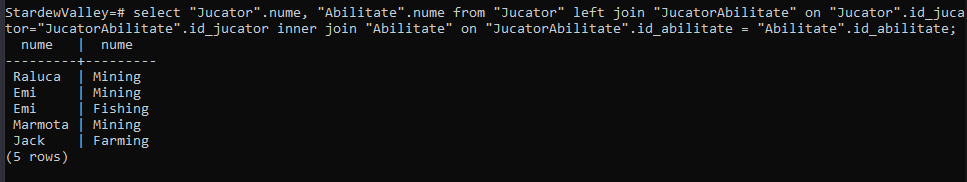 StardewValley=# select "Jucator".nume, "Abilitate".nume from "Jucator" left join "JucatorAbilitate" on "Jucator".id_juca
tor="JucatorAbilitate".id_jucator inner join "Abilitate" on "JucatorAbilitate".id_abilitate = "Abilitate".id_abilitate;
  nume   |  nume
---------+---------
 Raluca  | Mining
 Emi     | Mining
 Emi     | Fishing
 Marmota | Mining
 Jack    | Farming
(5 rows)